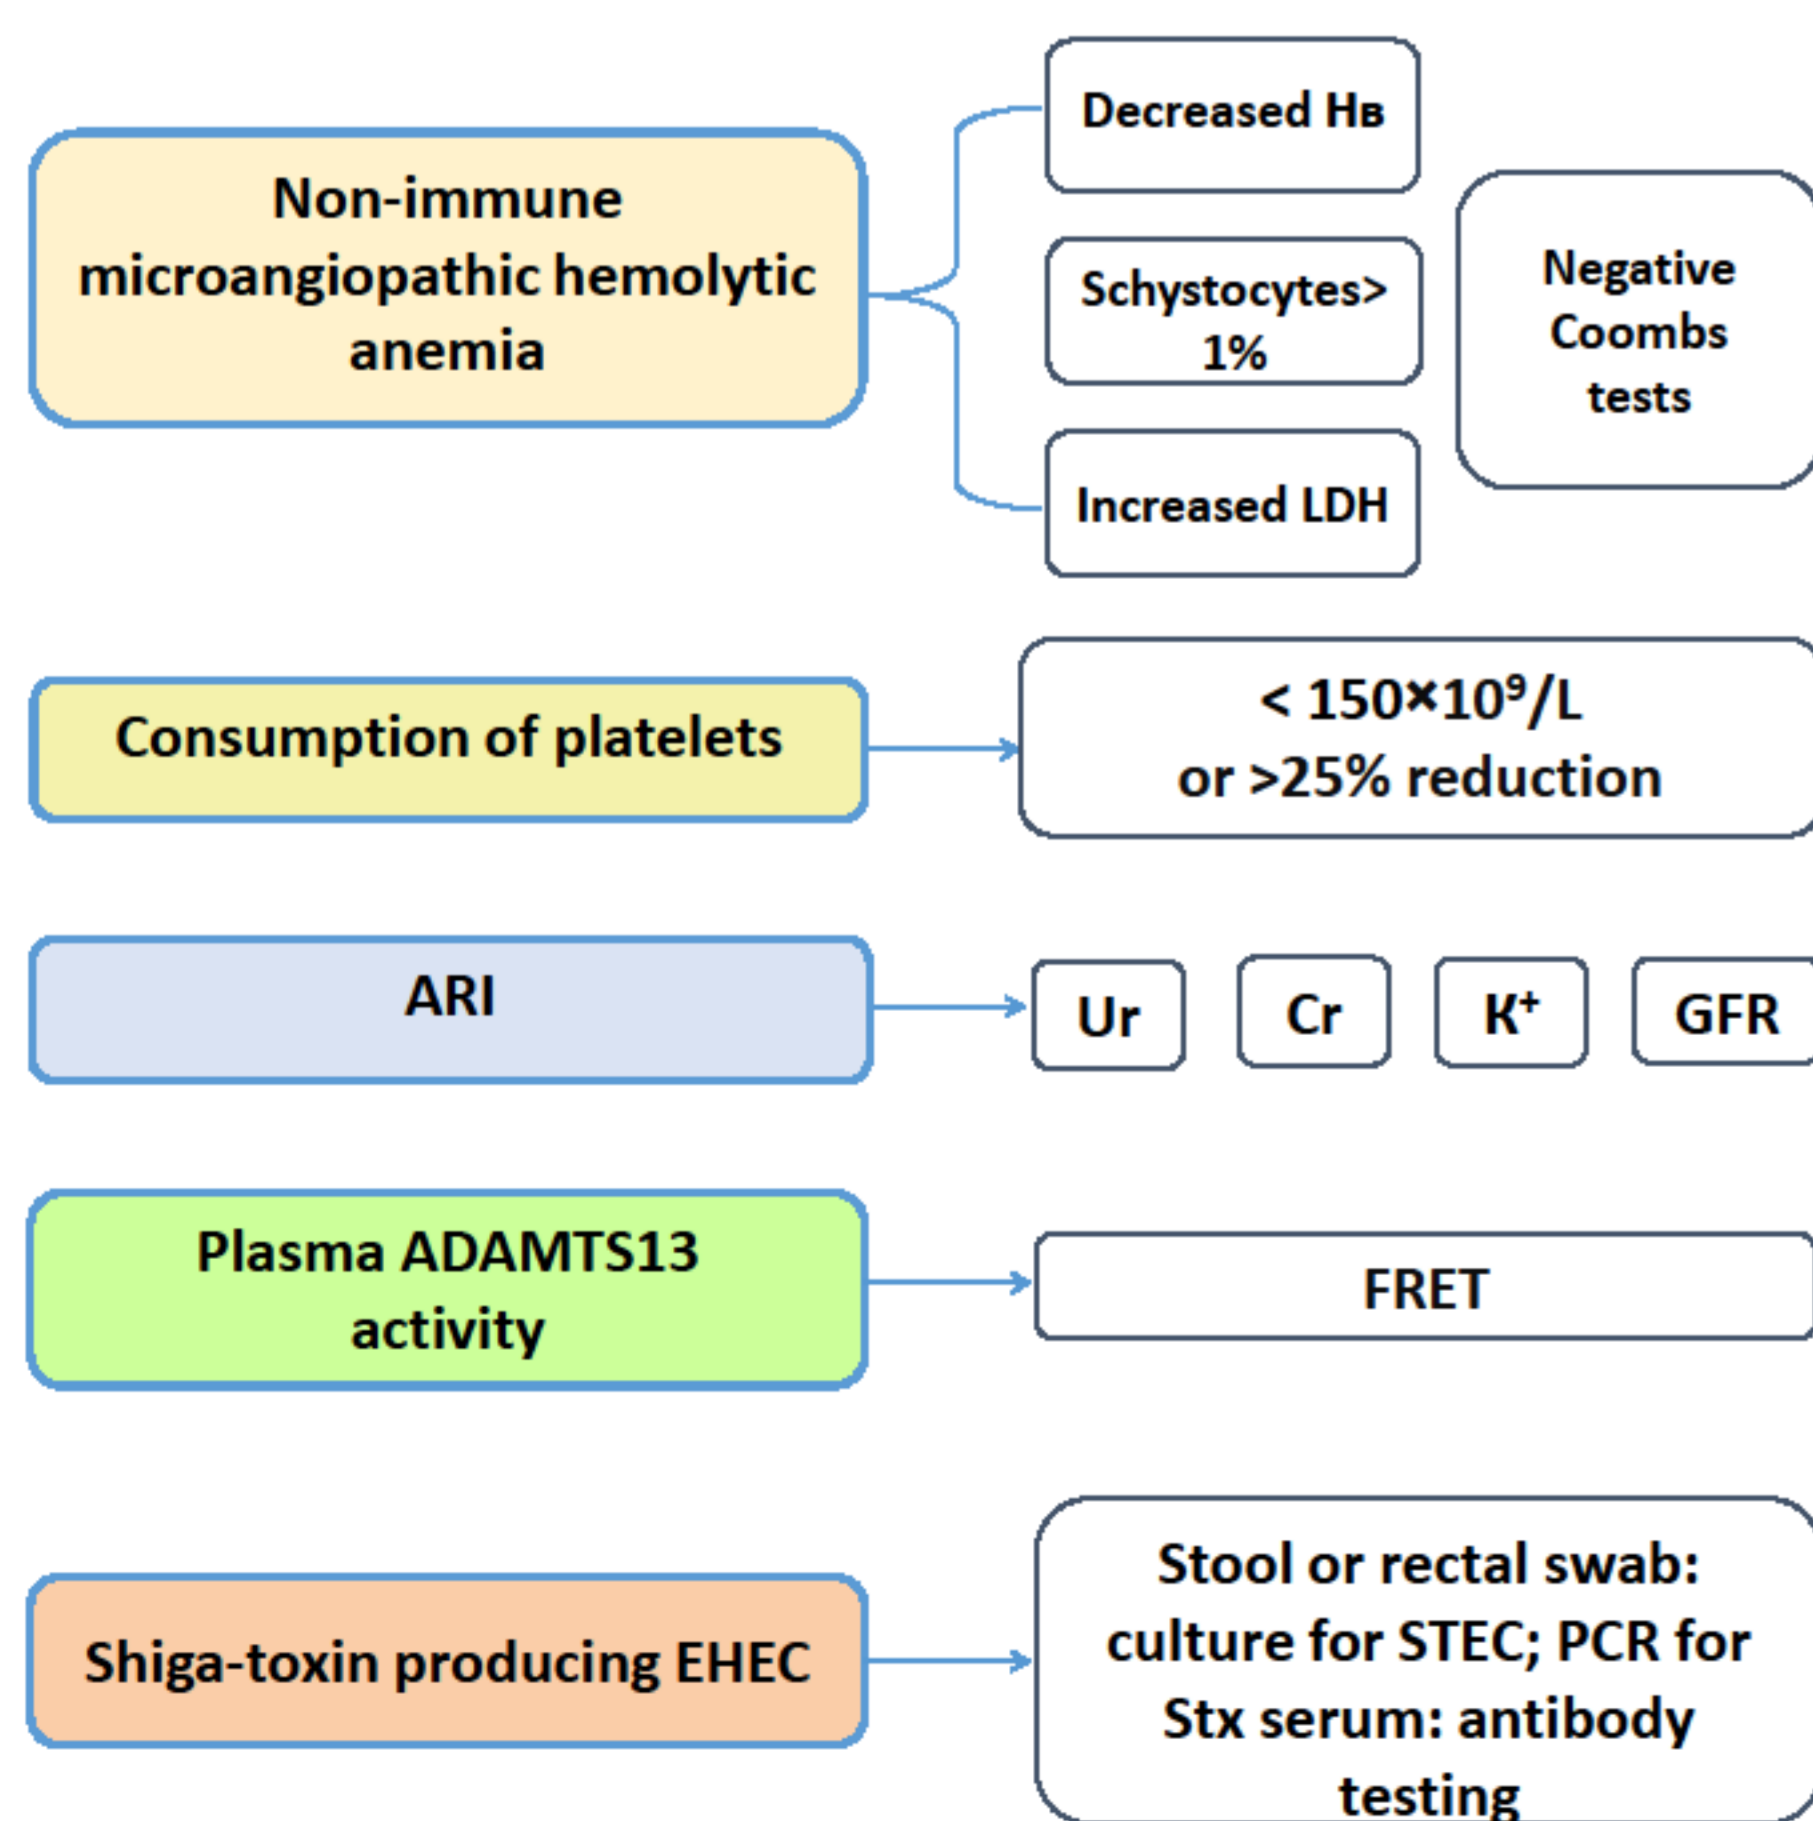 Non-immune
microangiopathic hemolytic
anemia
Decreased Hв
Schystocytes>
1%
Increased LDH
Negative
Coombs
tests
Consumption of platelets
< 150×10⁹/L
or >25% reduction
ARI
Ur
Cr
K⁺
GFR
Plasma ADAMTS13
activity
FRET
Shiga-toxin producing EHEC
Stool or rectal swab:
culture for STEC; PCR for
Stx serum: antibody
testing